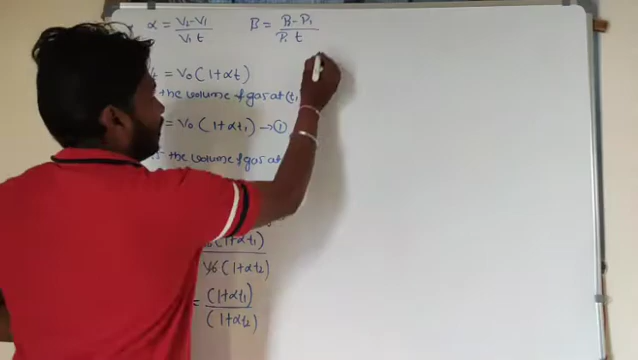 α = V₂-V₁ / V₁ t    β = P₂-P₁ / P₁ t
= V₀ (1+αt)
the volume of gas at (t₁
= V₀ (1+αt₁) → ①
the volume of gas at
V₀ (1+αt₁) / V₀ (1+αt₂)
= (1+αt₁) / (1+αt₂)